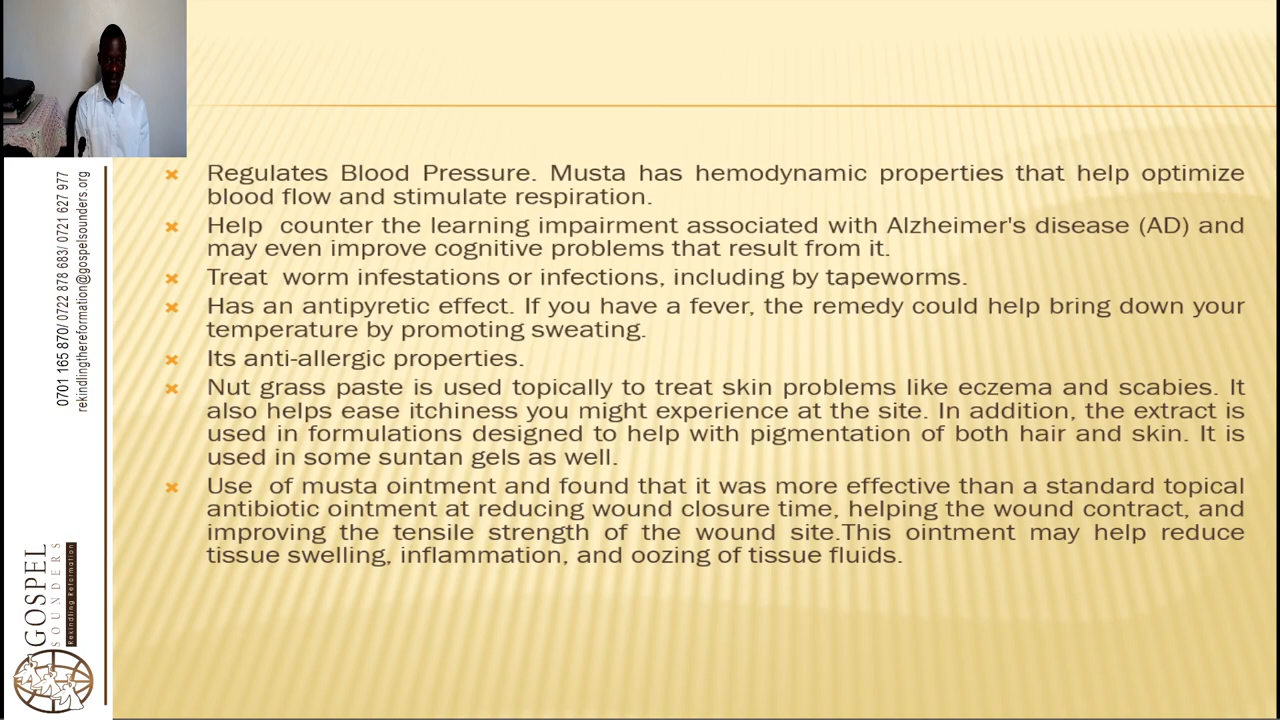 Regulates Blood Pressure. Musta has hemodynamic properties that help optimize
blood flow and stimulate respiration.
Help counter the learning impairment associated with Alzheimer's disease (AD) and
may even improve cognitive problems that result from it.
Treat worm infestations or infections, including by tapeworms.
Has an antipyretic effect. If you have a fever, the remedy could help bring down your
temperature by promoting sweating.
Its anti-allergic properties.
Nut grass paste is used topically to treat skin problems like eczema and scabies. It
also helps ease itchiness you might experience at the site. In addition, the extract is
used in formulations designed to help with pigmentation of both hair and skin. It is
used in some suntan gels as well.
Use of musta ointment and found that it was more effective than a standard topical
antibiotic ointment at reducing wound closure time, helping the wound contract, and
improving the tensile strength of the wound site.This ointment may help reduce
tissue swelling, inflammation, and oozing of tissue fluids.
0701 165 870/ 0722 878 683/ 0721 627 977
rekindlingthereformation@gospelsounders.org
GOSPEL
SOUNDERS
Rekindling Reformation